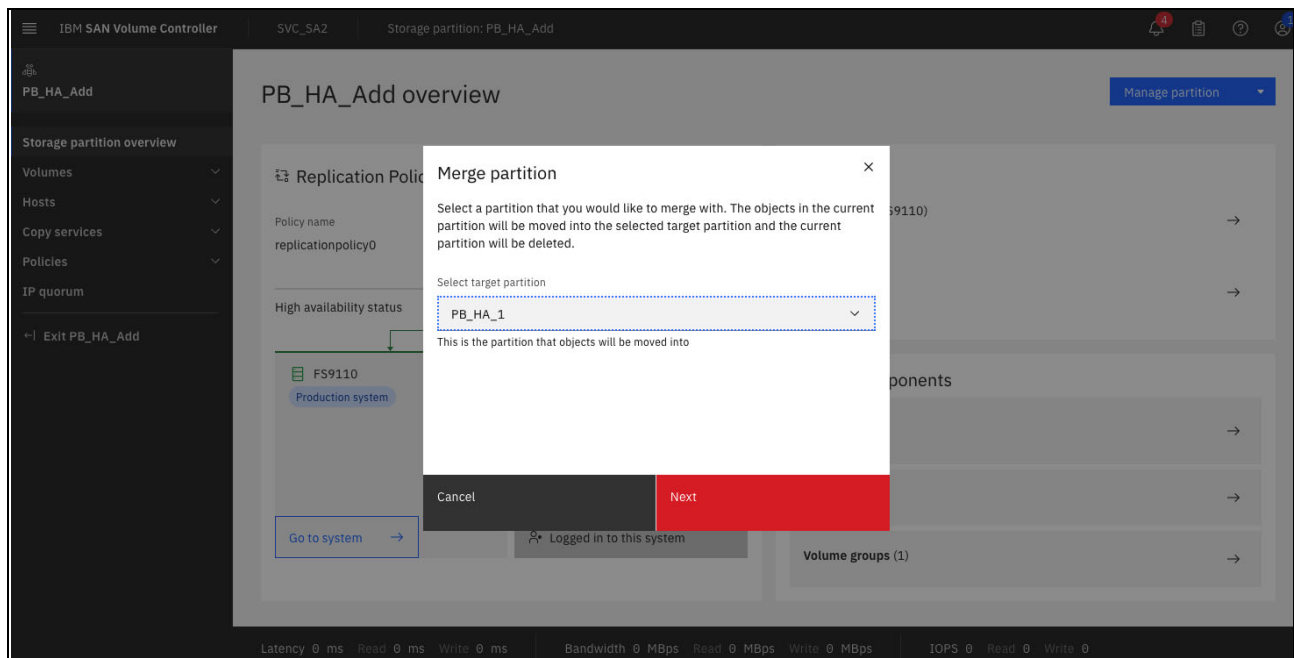 IBM SAN Volume Controller
SVC_SA2
Storage partition: PB_HA_Add
4
1
PB_HA_Add
Storage partition overview
Volumes
Hosts
Copy services
Policies
IP quorum
Exit PB_HA_Add
PB_HA_Add overview
Manage partition
Replication Polic
Policy name
replicationpolicy0
High availability status
FS9110
Production system
Go to system
Logged in to this system
Merge partition
Select a partition that you would like to merge with. The objects in the current
partition will be moved into the selected target partition and the current
partition will be deleted.
Select target partition
PB_HA_1
This is the partition that objects will be moved into
Cancel
Next
S9110)
ponents
Volume groups (1)
Latency 0 ms Read 0 ms Write 0 ms
Bandwidth 0 MBps Read 0 MBps Write 0 MBps
IOPS 0 Read 0 Write 0